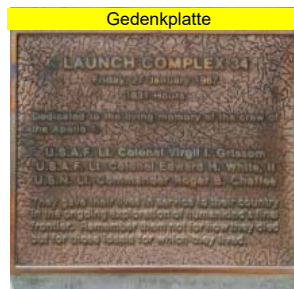 Gedenkplatte
LAUNCH COMPLEX 34
Friday, 27 January 1967
1831 Hours
Dedicated to the living memory of the crew of
the Apollo 1
U.S.A.F. Lt. Colonel Virgil I. Grissom
U.S.A.F. Lt. Colonel Edward H. White, II
U.S.N. Lt. Commander Roger B. Chaffee
They gave their lives in service to their country
in the ongoing exploration of humankind's final
frontier. Remember them not for how they died
but for those ideals for which they lived.